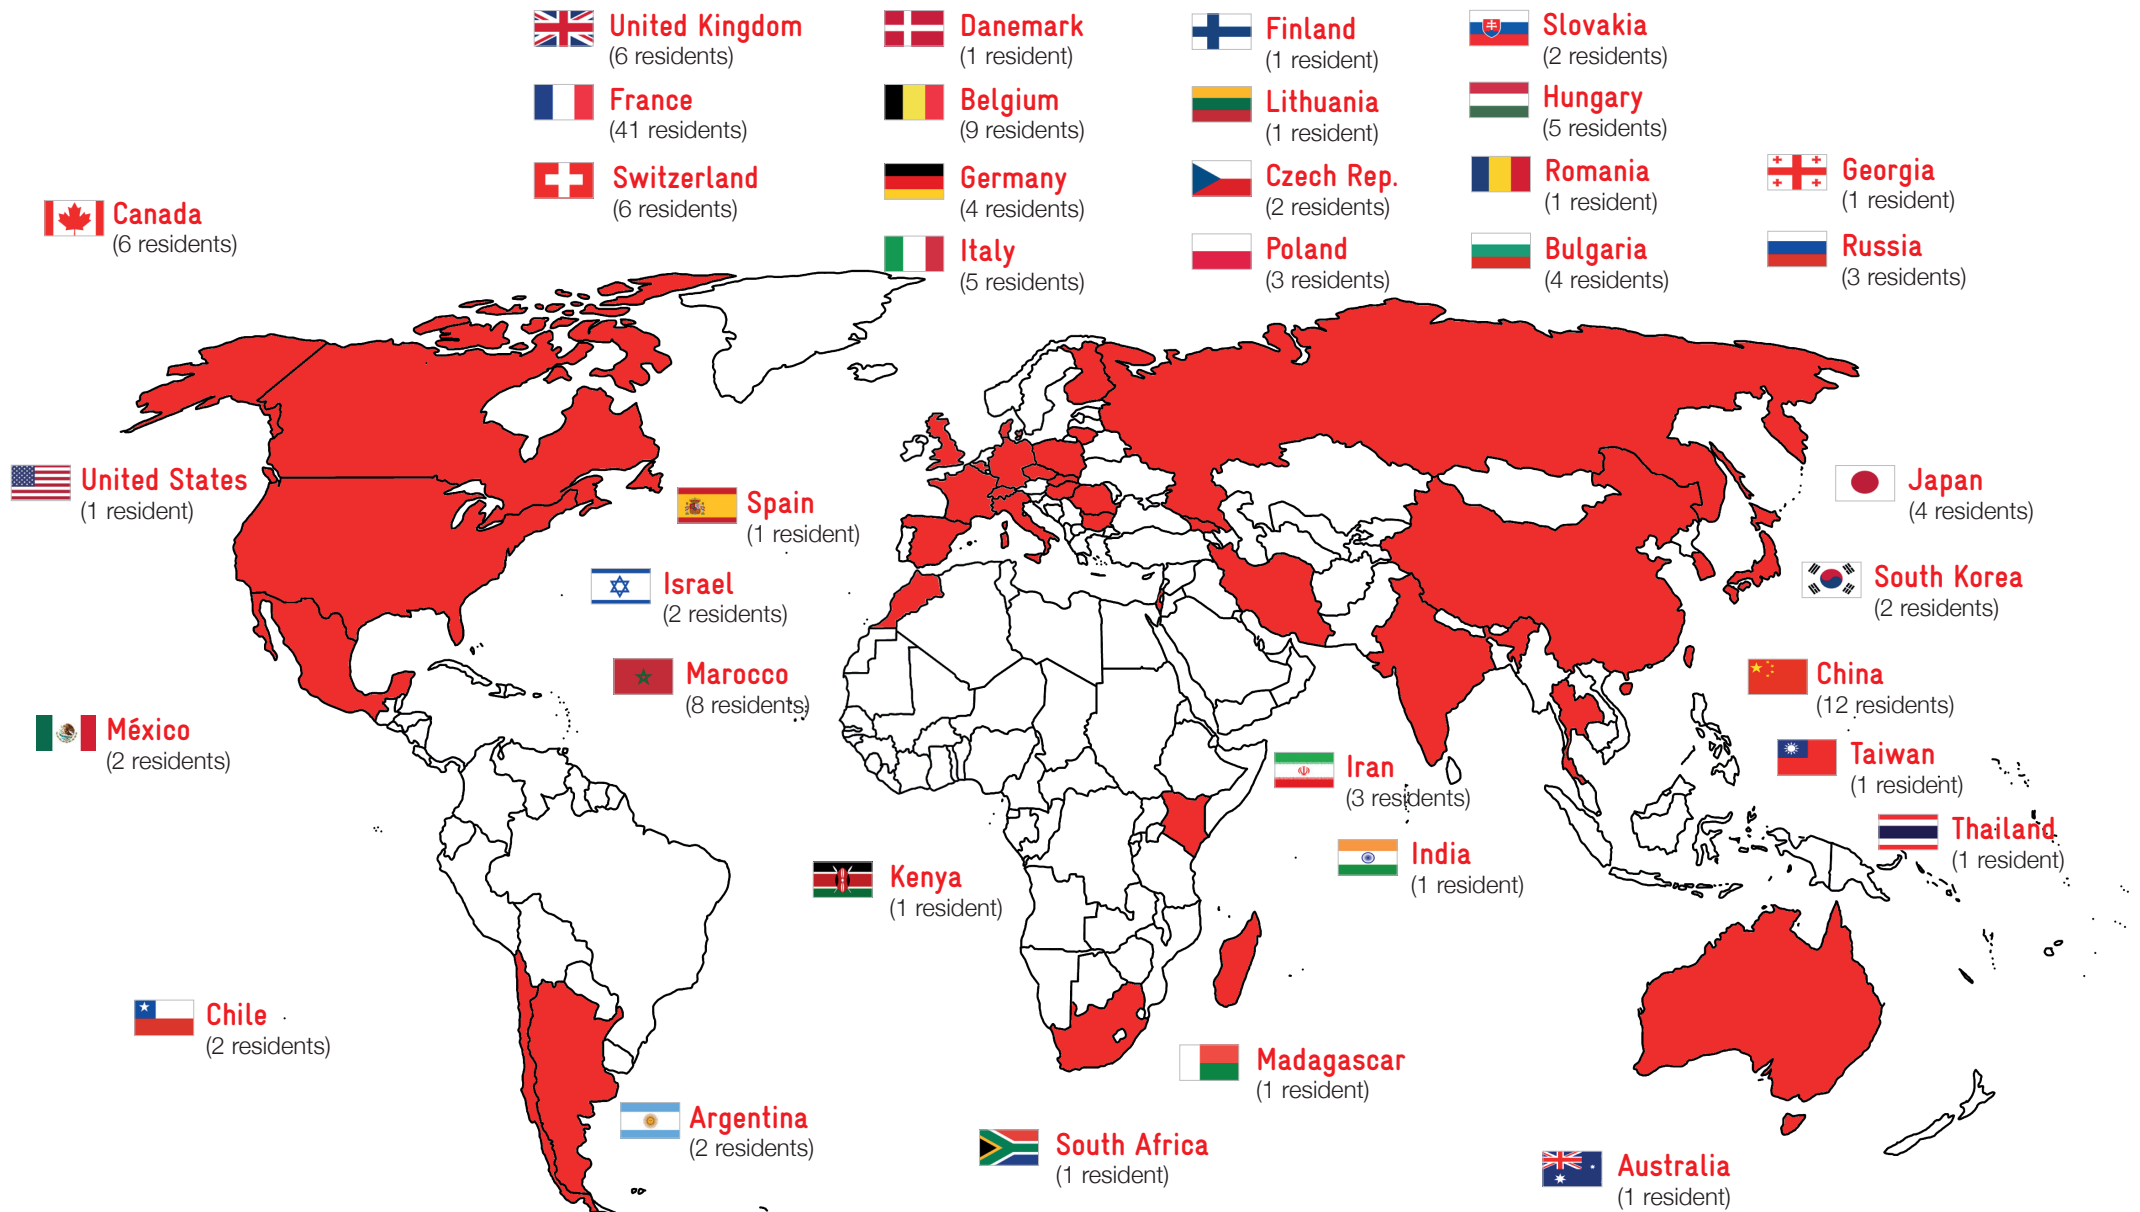 United Kingdom
(6 residents)
France
(41 residents)
Switzerland
(6 residents)
Danemark
(1 resident)
Belgium
(9 residents)
Germany
(4 residents)
Italy
(5 residents)
Finland
(1 resident)
Lithuania
(1 resident)
Czech Rep.
(2 residents)
Poland
(3 residents)
Slovakia
(2 residents)
Hungary
(5 residents)
Romania
(1 resident)
Bulgaria
(4 residents)
Georgia
(1 resident)
Russia
(3 residents)
Canada
(6 residents)
United States
(1 resident)
México
(2 residents)
Chile
(2 residents)
Argentina
(2 residents)
Spain
(1 resident)
Israel
(2 residents)
Marocco
(8 residents)
Kenya
(1 resident)
South Africa
(1 resident)
Madagascar
(1 resident)
Iran
(3 residents)
India
(1 resident)
Japan
(4 residents)
South Korea
(2 residents)
China
(12 residents)
Taiwan
(1 resident)
Thailand
(1 resident)
Australia
(1 resident)